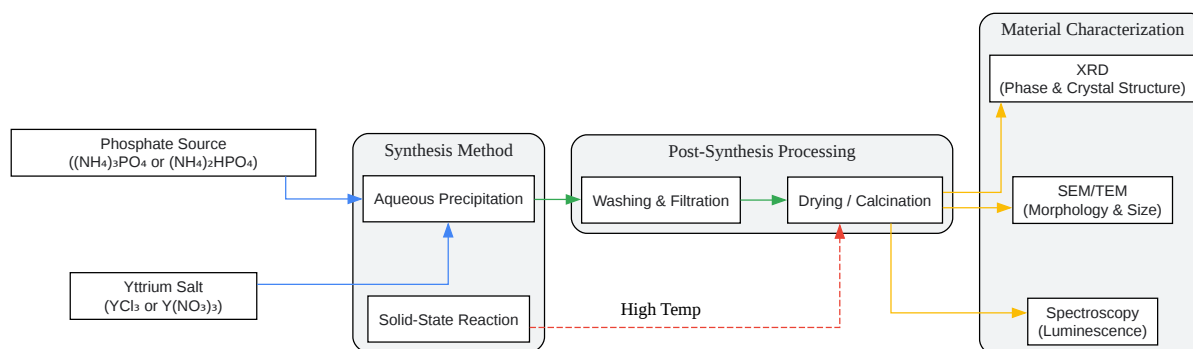 Material Characterization
XRD
(Phase & Crystal Structure)
Phosphate Source
((NH₄)₃PO₄ or (NH₄)₂HPO₄)
Synthesis Method
Post-Synthesis Processing
Aqueous Precipitation
Washing & Filtration
Drying / Calcination
SEM/TEM
(Morphology & Size)
Yttrium Salt
(YCl₃ or Y(NO₃)₃)
Solid-State Reaction
High Temp
Spectroscopy
(Luminescence)